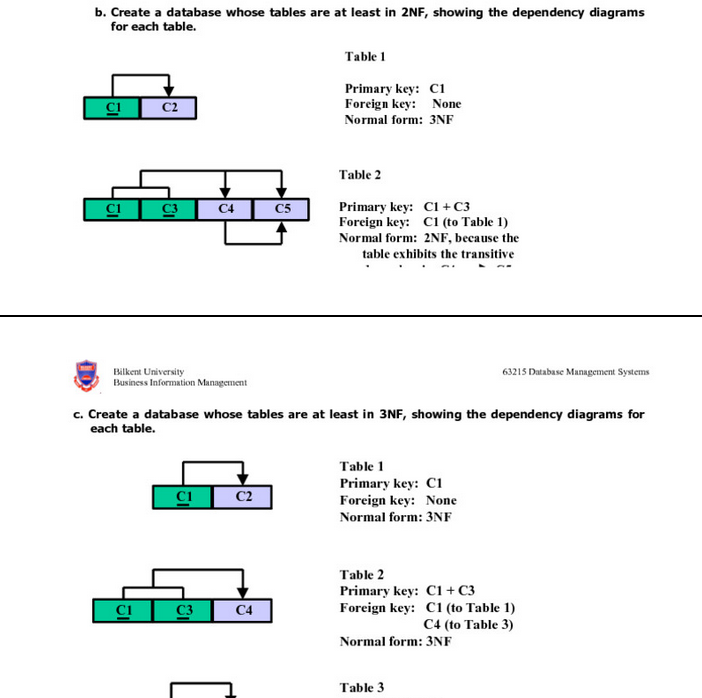 b. Create a database whose tables are at least in 2NF, showing the dependency diagrams
for each table.
Table 1
Primary key: C1
Foreign key: None
Normal form: 3NF
C1 C2
Table 2
C1 C3 C4 C5
Primary key: C1 + C3
Foreign key: C1 (to Table 1)
Normal form: 2NF, because the
table exhibits the transitive
Bilkent University
Business Information Management
63215 Database Management Systems
c. Create a database whose tables are at least in 3NF, showing the dependency diagrams for
each table.
Table 1
Primary key: C1
C1 C2
Foreign key: None
Normal form: 3NF
Table 2
Primary key: C1 + C3
C1 C3 C4
Foreign key: C1 (to Table 1)
C4 (to Table 3)
Normal form: 3NF
Table 3